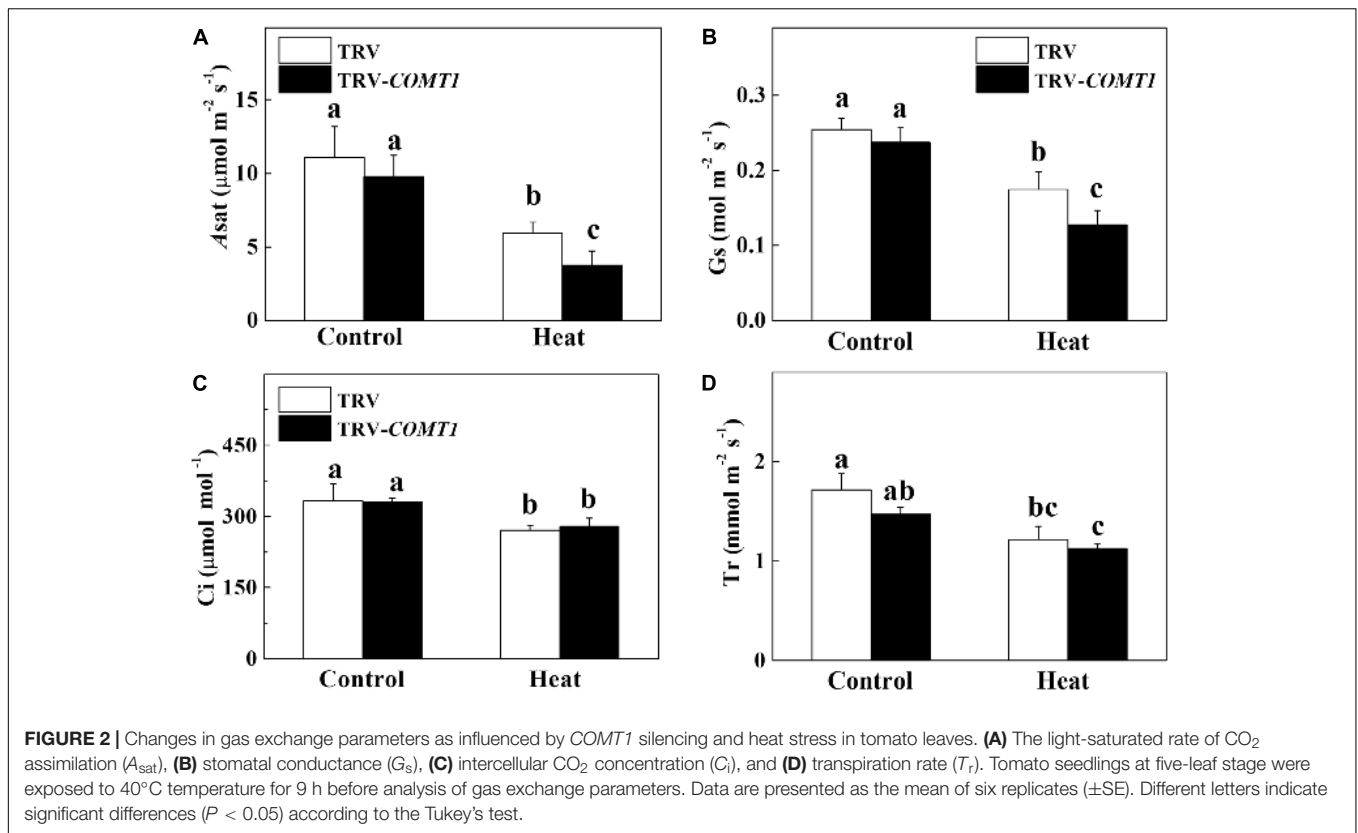 A
TRV
TRV-COMT1
Asat (μmol m⁻² s⁻¹)
15
10
5
0
a
a
b
c
Control
Heat
B
TRV
TRV-COMT1
Gs (mol m⁻² s⁻¹)
0.3
0.2
0.1
0.0
a
a
b
c
Control
Heat
C
TRV
TRV-COMT1
Ci (μmol mol⁻¹)
450
300
150
0
a
a
b
b
Control
Heat
D
Tr (mmol m⁻² s⁻¹)
2
1
0
a
ab
bc
c
Control
Heat
FIGURE 2 | Changes in gas exchange parameters as influenced by COMT1 silencing and heat stress in tomato leaves. (A) The light-saturated rate of CO₂
assimilation (Asat), (B) stomatal conductance (Gs), (C) intercellular CO₂ concentration (Ci), and (D) transpiration rate (Tr). Tomato seedlings at five-leaf stage were
exposed to 40°C temperature for 9 h before analysis of gas exchange parameters. Data are presented as the mean of six replicates (±SE). Different letters indicate
significant differences (P < 0.05) according to the Tukey's test.